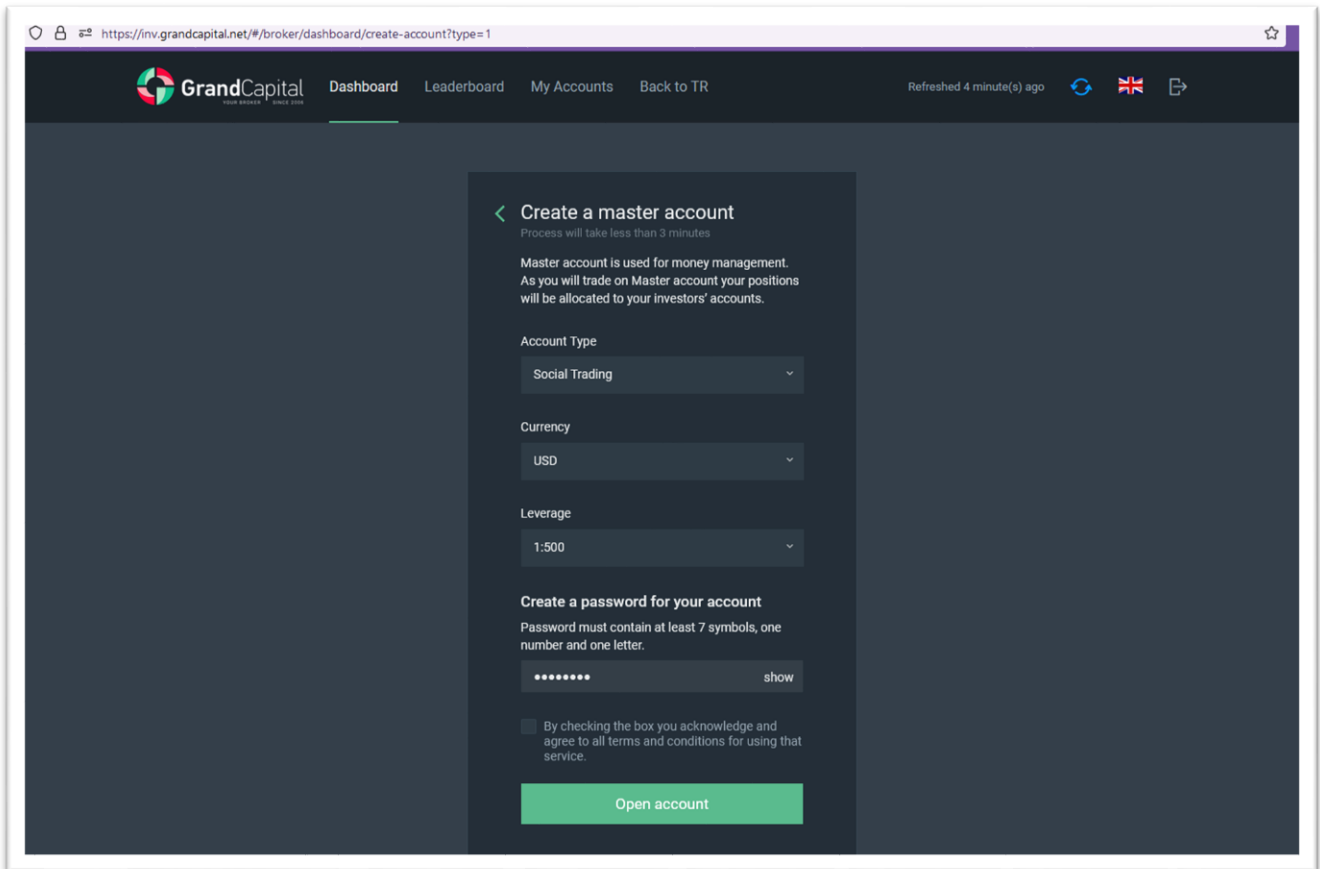 https://inv.grandcapital.net/#/broker/dashboard/create-account?type=1
GrandCapital
YOUR BROKER SINCE 2006
Dashboard
Leaderboard
My Accounts
Back to TR
Refreshed 4 minute(s) ago
Create a master account
Process will take less than 3 minutes
Master account is used for money management.
As you will trade on Master account your positions
will be allocated to your investors' accounts.
Account Type
Social Trading
Currency
USD
Leverage
1:500
Create a password for your account
Password must contain at least 7 symbols, one
number and one letter.
•••••••• show
By checking the box you acknowledge and
agree to all terms and conditions for using that
service.
Open account